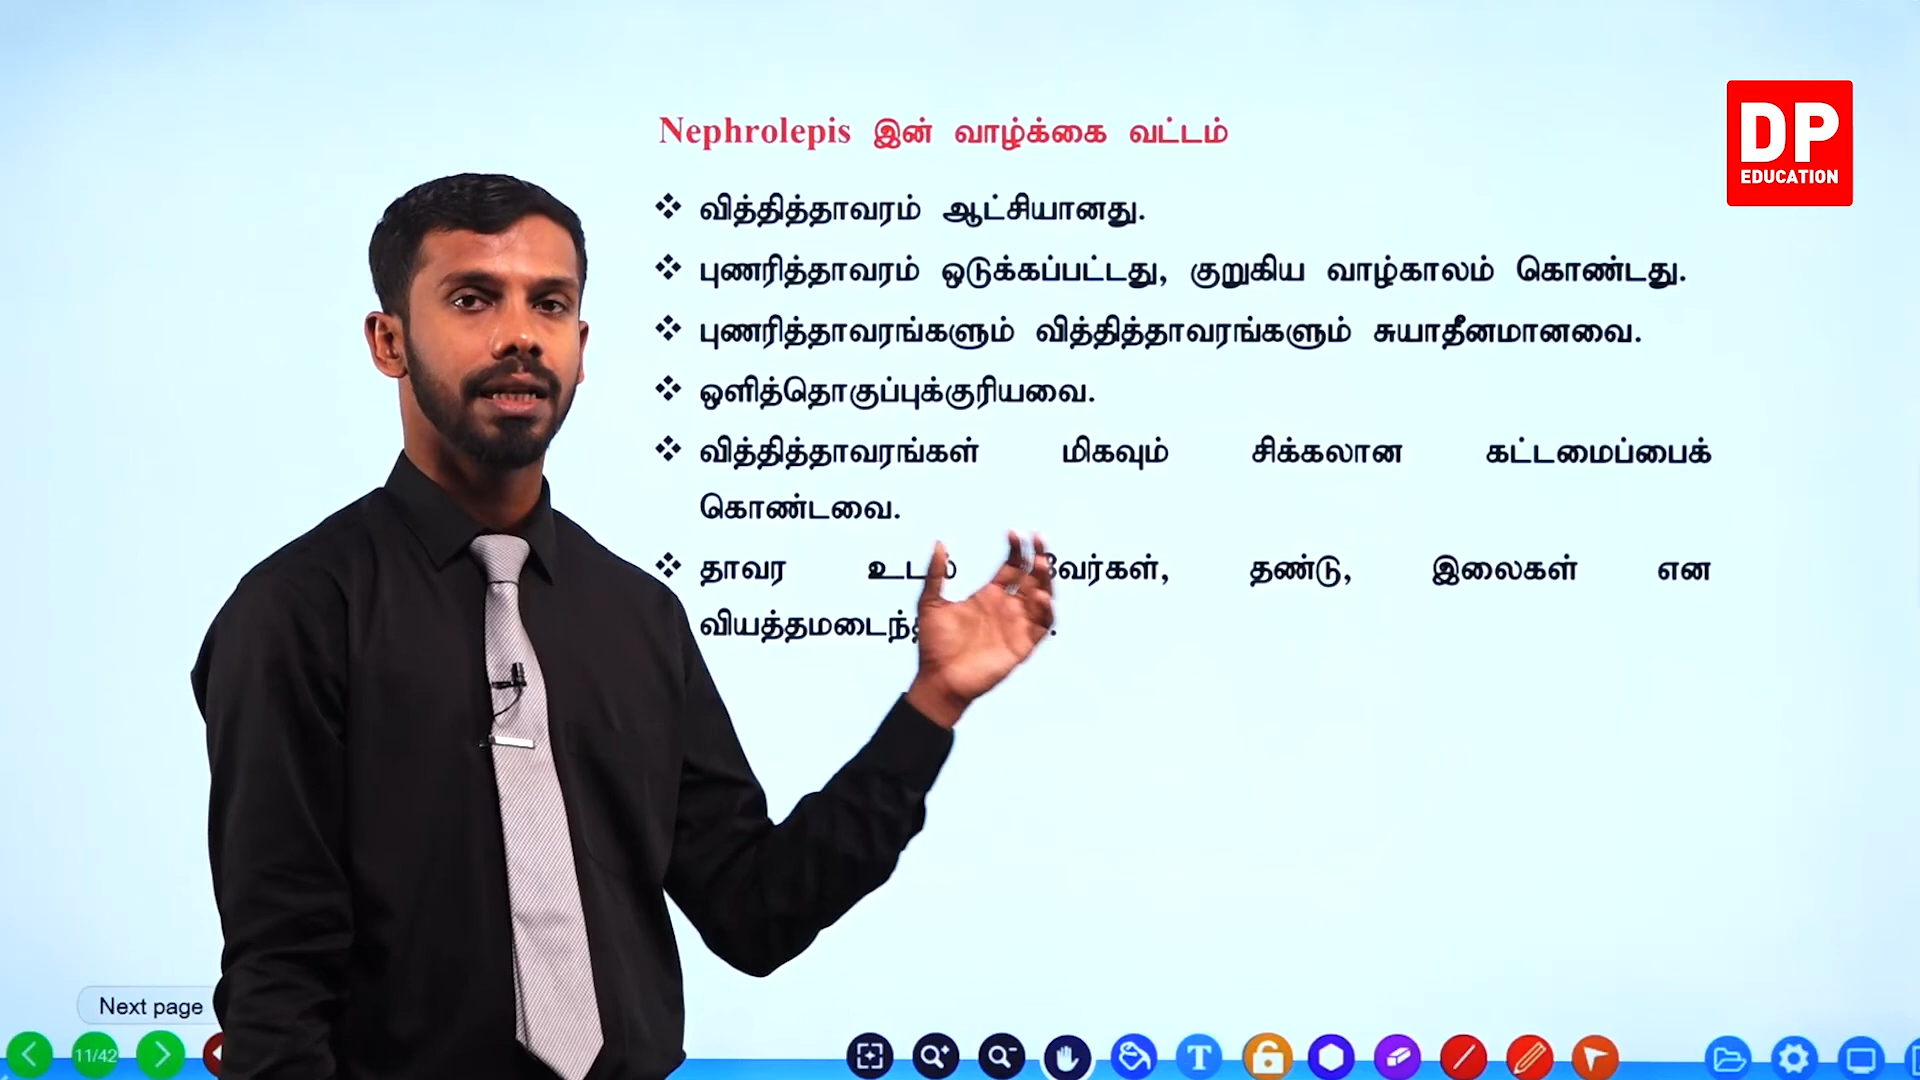 DP
EDUCATION
Nephrolepis இன் வாழ்க்கை வட்டம்
❖ வித்தித்தாவரம் ஆட்சியானது.
❖ புணரித்தாவரம் ஒடுக்கப்பட்டது, குறுகிய வாழ்காலம் கொண்டது.
❖ புணரித்தாவரங்களும் வித்தித்தாவரங்களும் சுயாதீனமானவை.
❖ ஒளித்தொகுப்புக்குரியவை.
❖ வித்தித்தாவரங்கள் மிகவும் சிக்கலான கட்டமைப்பைக்
கொண்டவை.
❖ தாவர உடல் தண்டு, இலைகள் என
Next page
11/42
T